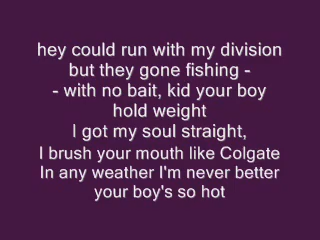 hey could run with my division
but they gone fishing -
- with no bait, kid your boy
hold weight
I got my soul straight,
I brush your mouth like Colgate
In any weather I'm never better
your boy's so hot